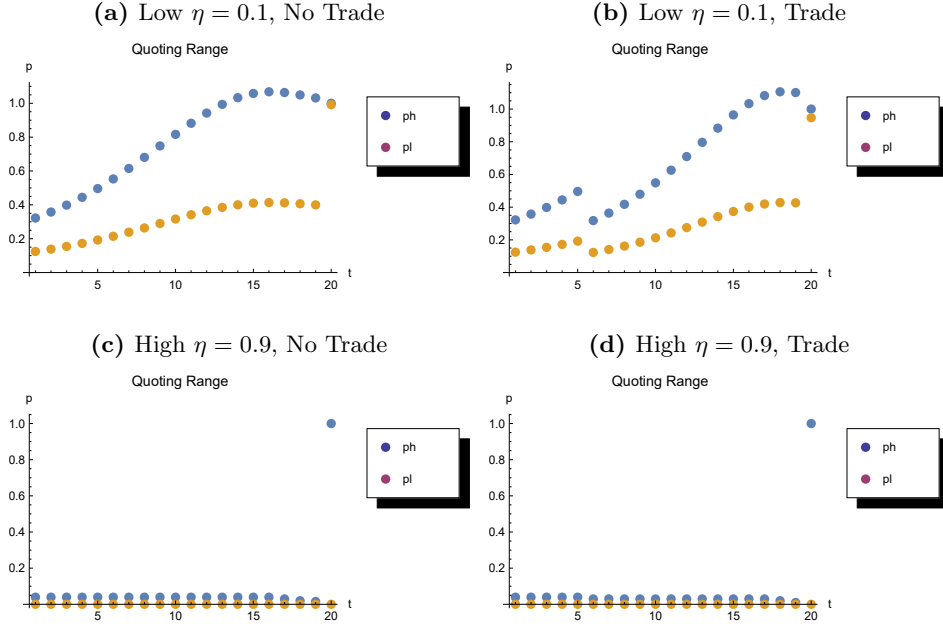 (a) Low η = 0.1, No Trade
Quoting Range
p
1.0
0.8
0.6
0.4
0.2
5
10
15
20
t
ph
pl
(b) Low η = 0.1, Trade
Quoting Range
p
1.0
0.8
0.6
0.4
0.2
5
10
15
20
t
ph
pl
(c) High η = 0.9, No Trade
Quoting Range
p
1.0
0.8
0.6
0.4
0.2
5
10
15
20
t
ph
pl
(d) High η = 0.9, Trade
Quoting Range
p
1.0
0.8
0.6
0.4
0.2
5
10
15
20
t
ph
pl